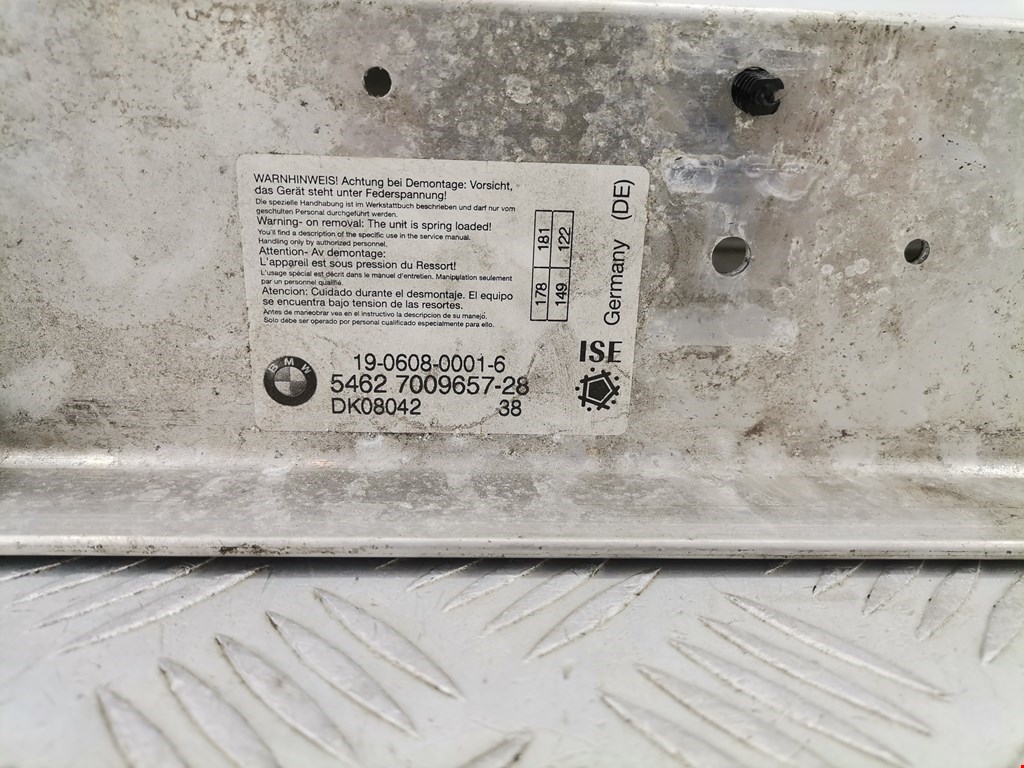 WARNHINWEIS! Achtung bei Demontage: Vorsicht,
das Gerät steht unter Federspannung!
Die spezielle Handhabung ist im Werkstattbuch beschrieben und darf nur vom
geschulten Personal durchgeführt werden.
Warning- on removal: The unit is spring loaded!
You'll find a description of the specific use in the service manual.
Handling only by authorized personnel.
Attention- Av demontage:
L'appareil est sous pression du Ressort!
L'usage spécial est décrit dans le manuel d'entretien. Manipulation seulement
par un personnel qualifié.
Atencion: Cuidado durante el desmontaje. El equipo
se encuentra bajo tension de las resortes.
Antes de maneobrar vea en el instructivo la descripcion de su manejo.
Solo debe ser operado por personal cualificado especialmente para ello.
178 181
149 122
Germany (DE)
ISE
BMW
19-0608-0001-6
5462 7009657-28
DK08042 38